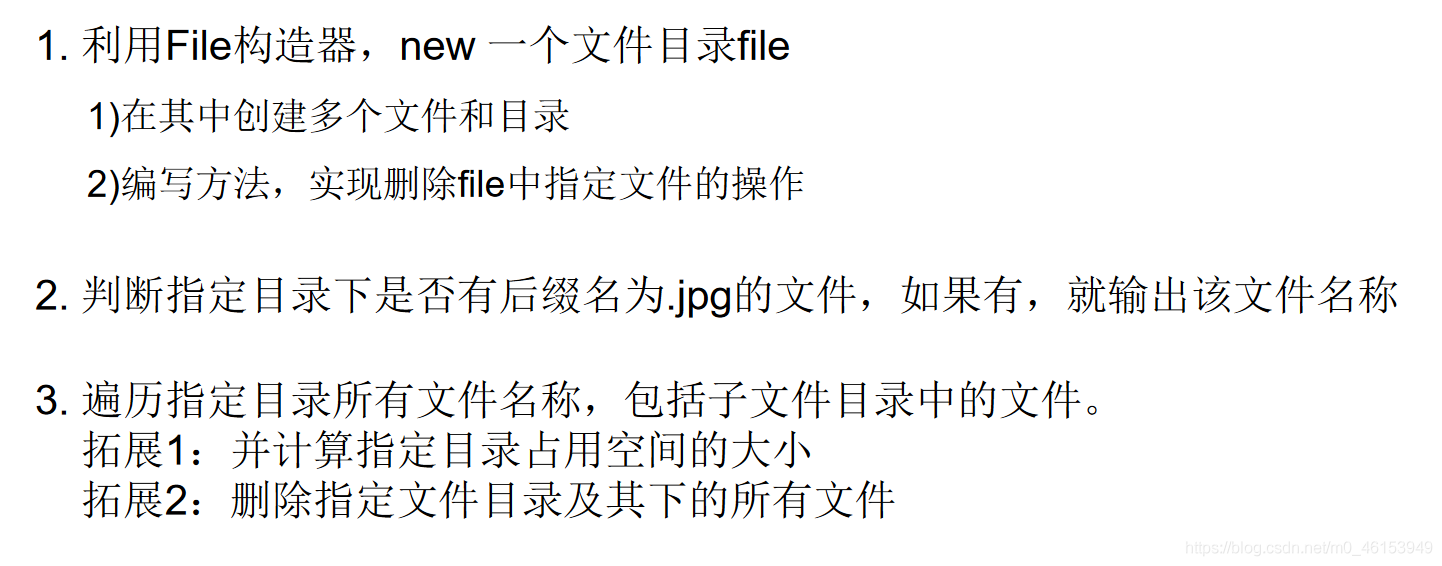 1. 利用File构造器，new 一个文件目录file
1)在其中创建多个文件和目录
2)编写方法，实现删除file中指定文件的操作
2. 判断指定目录下是否有后缀名为.jpg的文件，如果有，就输出该文件名称
3. 遍历指定目录所有文件名称，包括子文件目录中的文件。
拓展1：并计算指定目录占用空间的大小
拓展2：删除指定文件目录及其下的所有文件
https://blog.csdn.net/m0_46153949